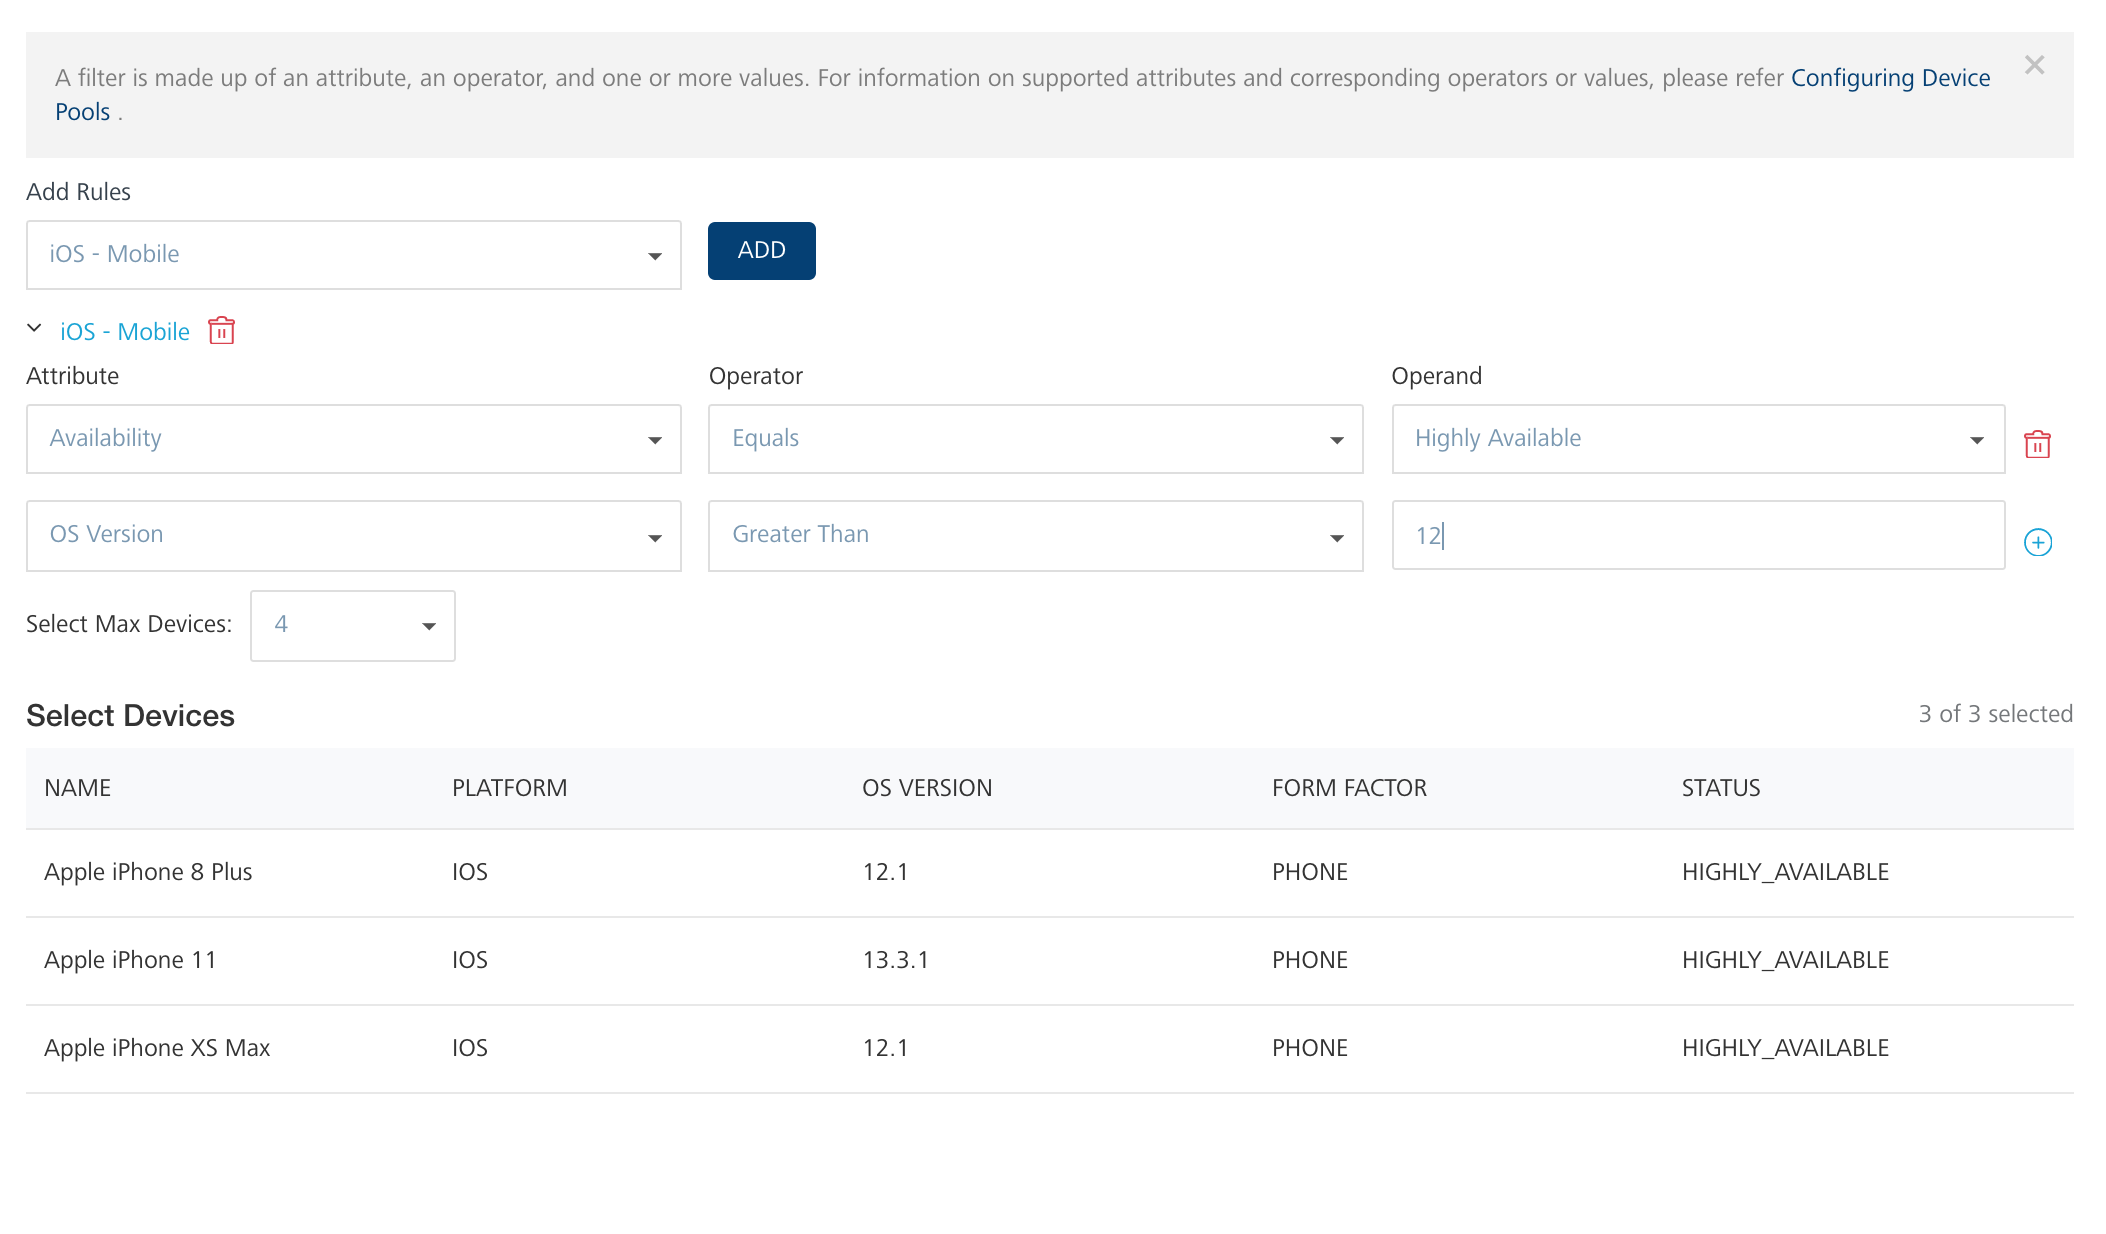 A filter is made up of an attribute, an operator, and one or more values. For information on supported attributes and corresponding operators or values, please refer Configuring Device
Pools .
Add Rules
iOS - Mobile
ADD
iOS - Mobile
Attribute
Operator
Operand
Availability
Equals
Highly Available
OS Version
Greater Than
12
Select Max Devices:
4
Select Devices
3 of 3 selected
NAME
PLATFORM
OS VERSION
FORM FACTOR
STATUS
Apple iPhone 8 Plus
IOS
12.1
PHONE
HIGHLY_AVAILABLE
Apple iPhone 11
IOS
13.3.1
PHONE
HIGHLY_AVAILABLE
Apple iPhone XS Max
IOS
12.1
PHONE
HIGHLY_AVAILABLE